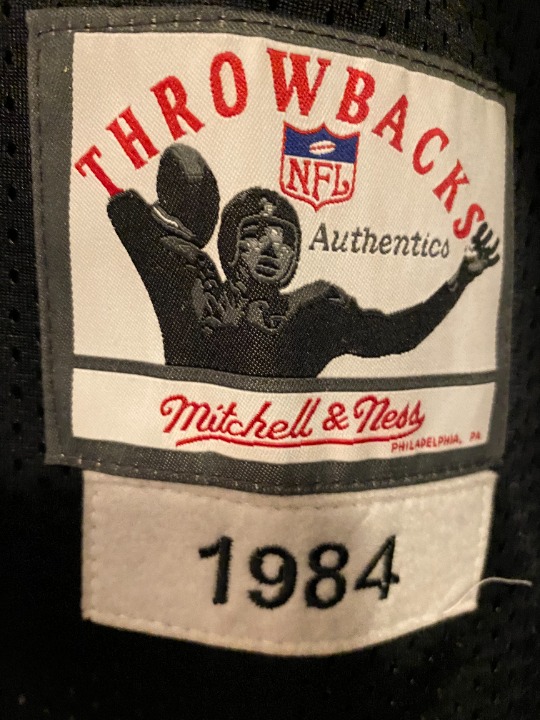 THROWBACKS
NFL
Authentics
Mitchell & Ness
PHILADELPHIA, PA
1984